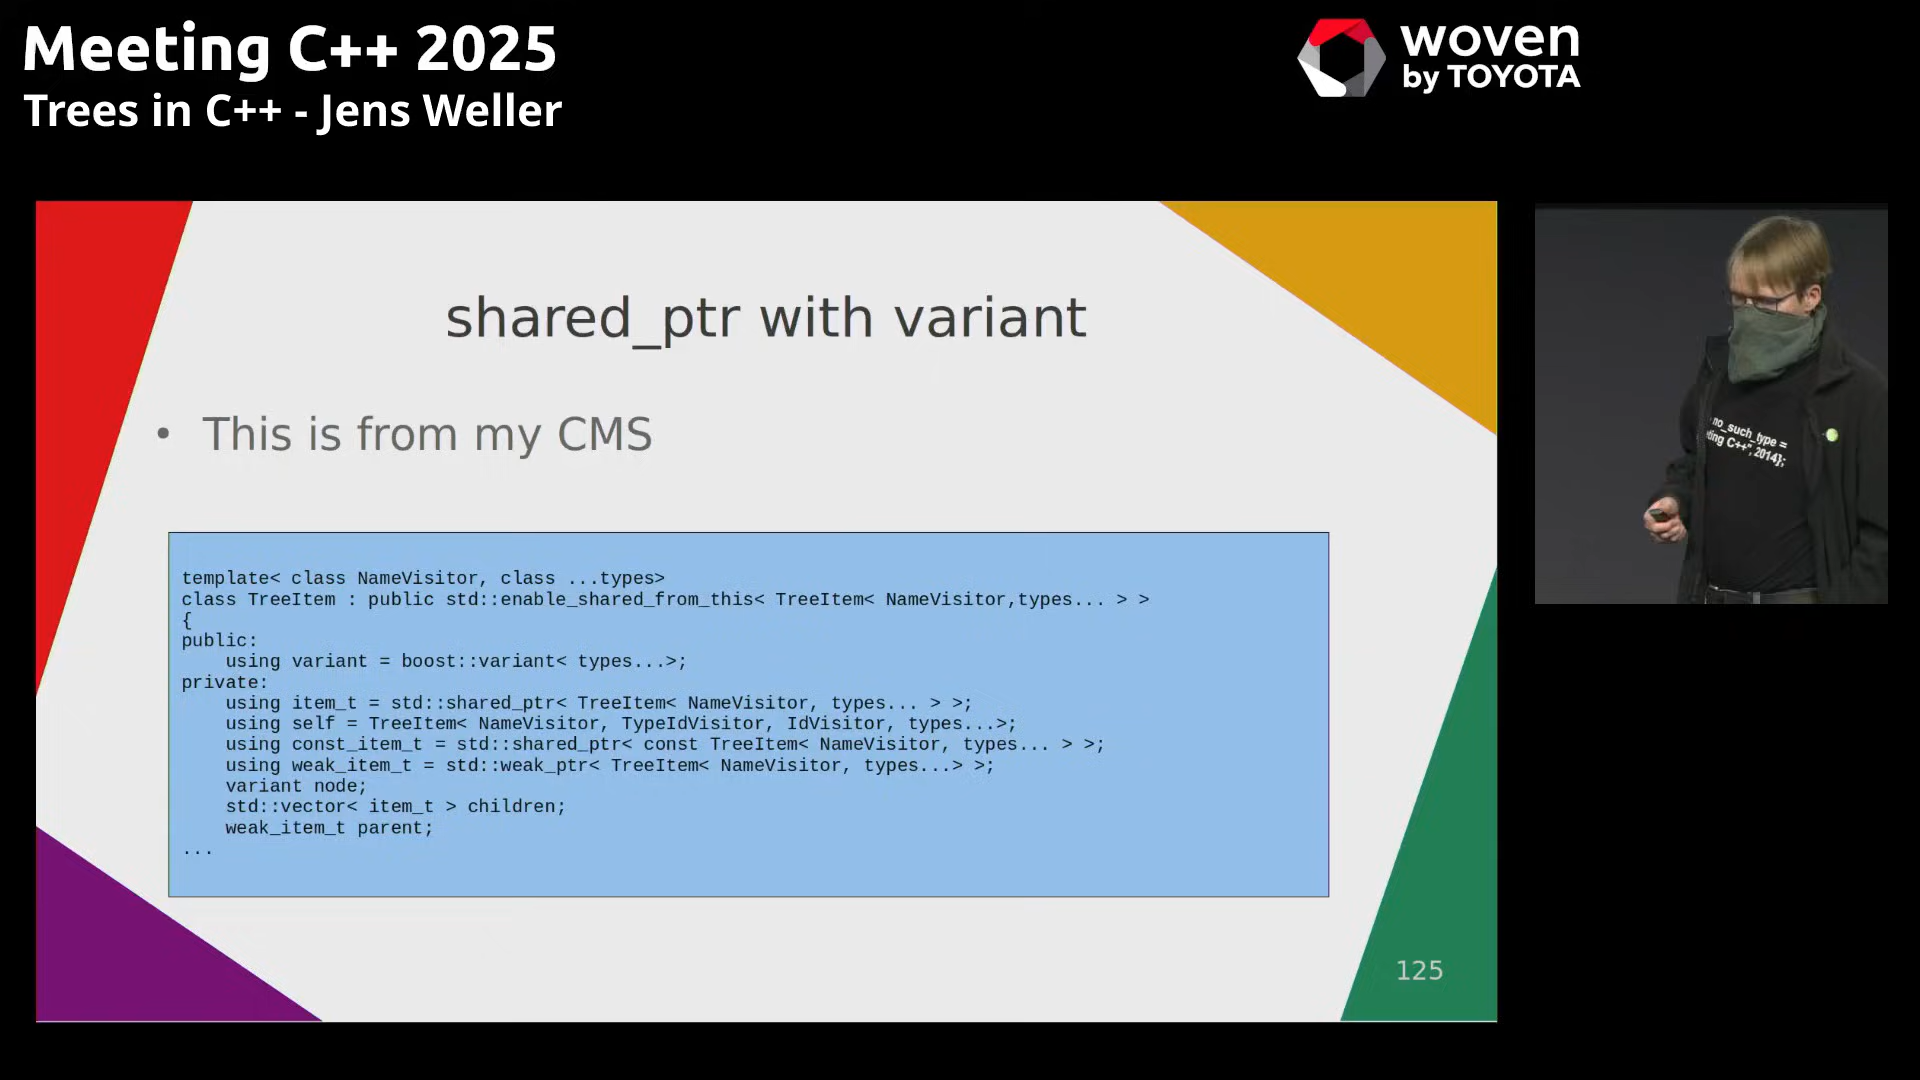 Meeting C++ 2025
Trees in C++ - Jens Weller
woven
by TOYOTA
shared_ptr with variant
• This is from my CMS
template< class NameVisitor, class ...types>
class TreeItem : public std::enable_shared_from_this< TreeItem< NameVisitor,types... > >
{
public:
    using variant = boost::variant< types...>;
private:
    using item_t = std::shared_ptr< TreeItem< NameVisitor, types... > >;
    using self = TreeItem< NameVisitor, TypeIdVisitor, IdVisitor, types...>;
    using const_item_t = std::shared_ptr< const TreeItem< NameVisitor, types... > >;
    using weak_item_t = std::weak_ptr< TreeItem< NameVisitor, types...> >;
    variant node;
    std::vector< item_t > children;
    weak_item_t parent;
...
125
no_such_type =
C++", 2014};